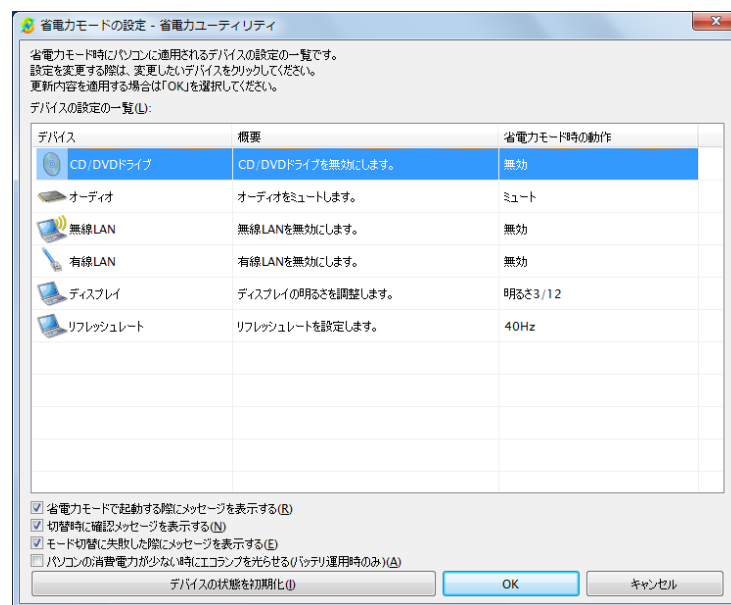 省電力モードの設定 - 省電力ユーティリティ
省電力モード時にパソコンに適用されるデバイスの設定の一覧です。
設定を変更する際は、変更したいデバイスをクリックしてください。
更新内容を適用する場合は「OK」を選択してください。
デバイスの設定の一覧(L):
デバイス 概要 省電力モード時の動作
CD/DVDドライブ CD/DVDドライブを無効にします。 無効
オーディオ オーディオをミュートします。 ミュート
無線LAN 無線LANを無効にします。 無効
有線LAN 有線LANを無効にします。 無効
ディスプレイ ディスプレイの明るさを調整します。 明るさ3/12
リフレッシュレート リフレッシュレートを設定します。 40Hz
省電力モードで起動する際にメッセージを表示する(R)
切替時に確認メッセージを表示する(N)
モード切替に失敗した際にメッセージを表示する(E)
パソコンの消費電力が少ない時にエコランプを光らせる(バッテリ運用時のみ)(A)
デバイスの状態を初期化(I) OK キャンセル